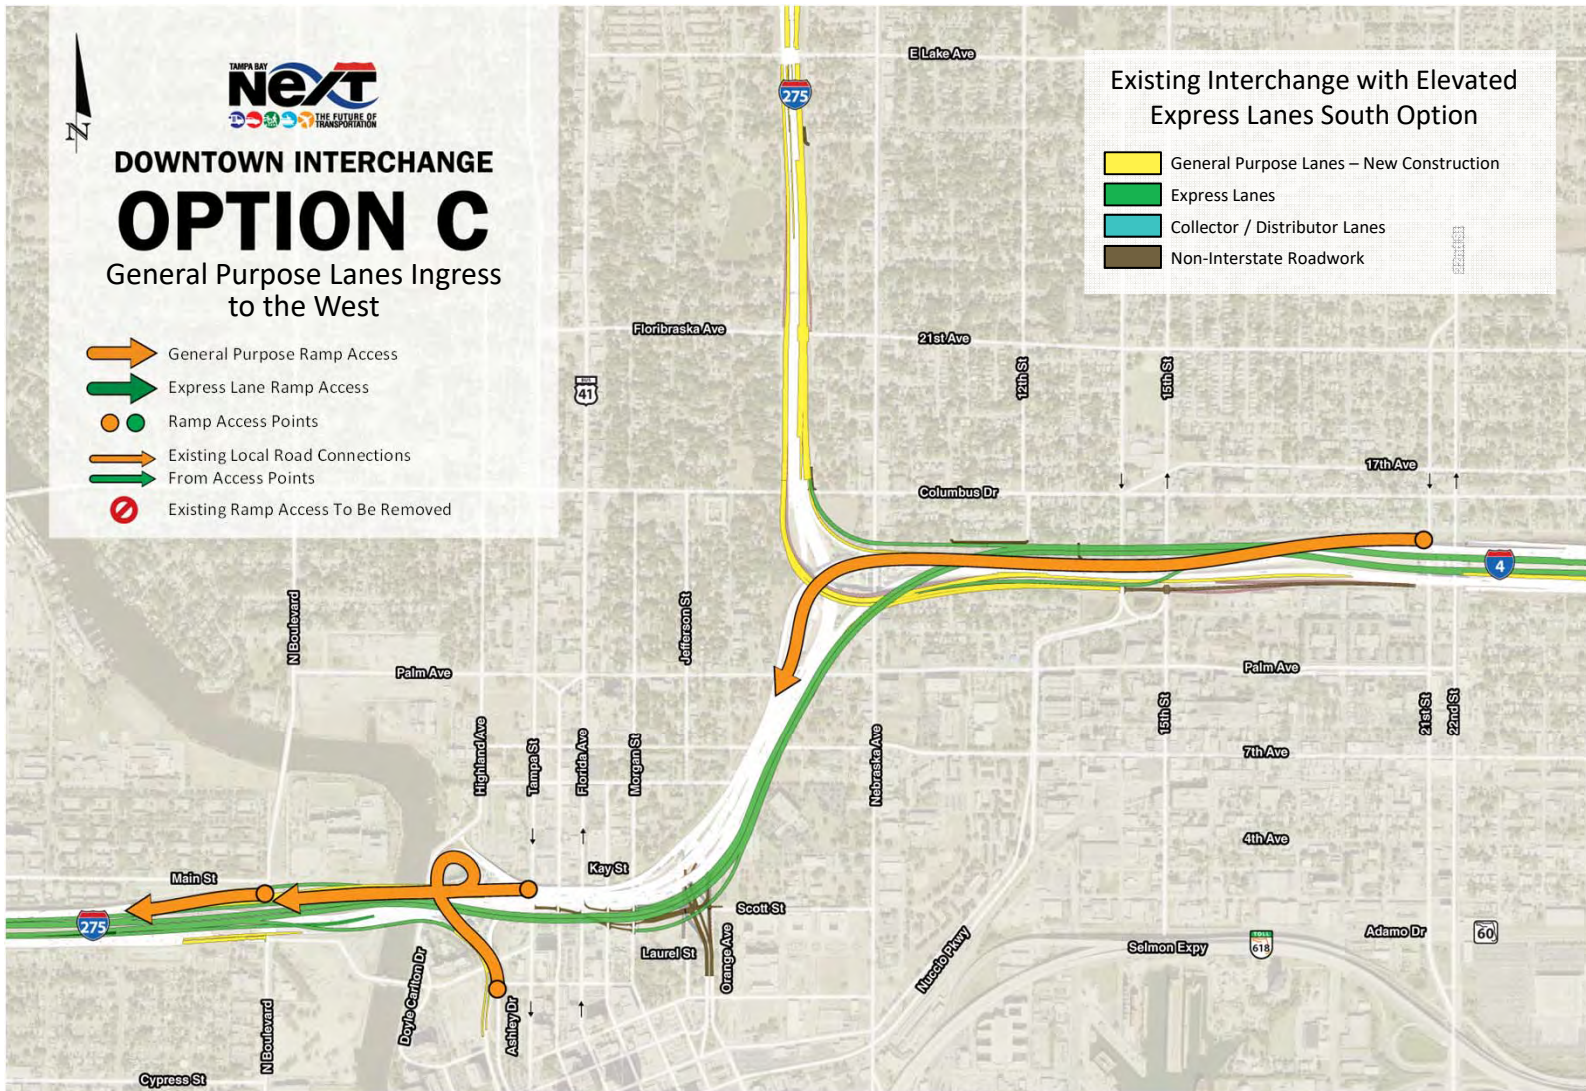 TAMPA BAY
NeXT
THE FUTURE OF
TRANSPORTATION
N
DOWNTOWN INTERCHANGE
OPTION C
General Purpose Lanes Ingress
to the West
General Purpose Ramp Access
Express Lane Ramp Access
Ramp Access Points
Existing Local Road Connections
From Access Points
Existing Ramp Access To Be Removed
Existing Interchange with Elevated
Express Lanes South Option
General Purpose Lanes – New Construction
Express Lanes
Collector / Distributor Lanes
Non-Interstate Roadwork
22nd St
E Lake Ave
275
Floribraska Ave
21st Ave
12th St
15th St
BUS
41
17th Ave
Columbus Dr
4
N Boulevard
Jefferson St
Palm Ave
Palm Ave
Highland Ave
Tampa St
Florida Ave
Morgan St
Nebraska Ave
15th St
21st St
22nd St
7th Ave
4th Ave
Kay St
Main St
275
Scott St
Laurel St
Orange Ave
Nuccio Pkwy
Selmon Expy
TOLL
618
Adamo Dr
60
N Boulevard
Doyle Carlton Dr
Ashley Dr
Cypress St